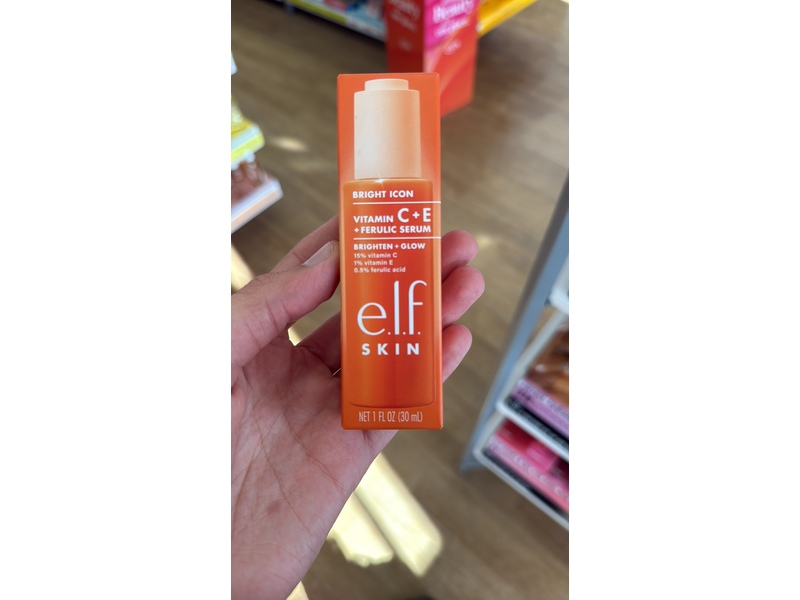 Beauty
BRIGHT ICON
VITAMIN C+E
+ FERULIC SERUM
BRIGHTEN + GLOW
15% vitamin C
1% vitamin E
0.5% ferulic acid
e.l.f.
SKIN
NET 1 FL OZ (30 mL)